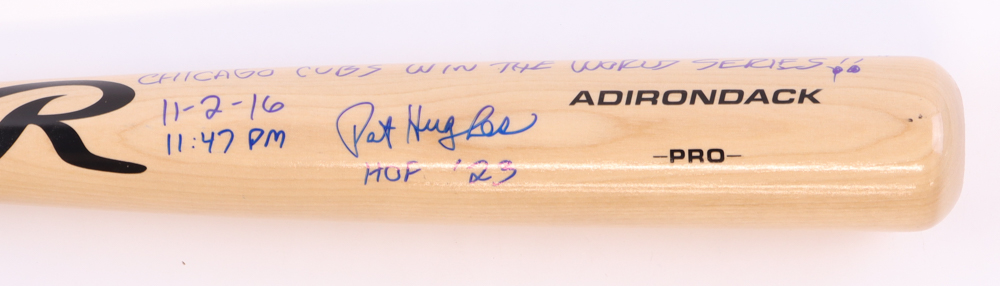 CHICAGO CUBS WIN THE WORLD SERIES!!
R
11-2-16
11:47 PM
Pat Hughes
HOF '23
ADIRONDACK
-PRO-